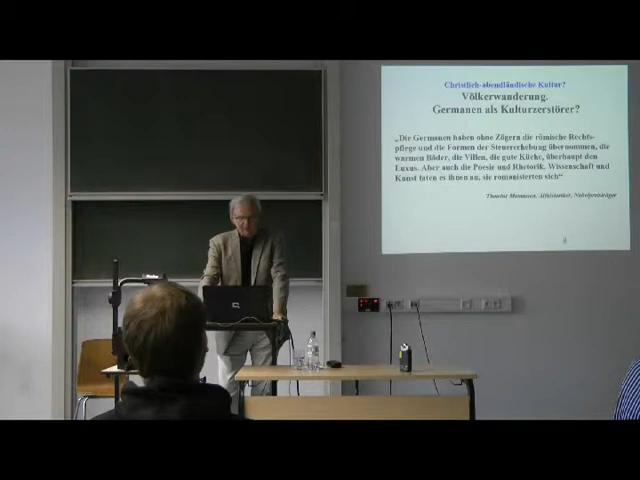 Christlich-abendländische Kultur?
Völkerwanderung.
Germanen als Kulturzerstörer?
„Die Germanen haben ohne Zögern die römische Rechts-
pflege und die Formen der Steuererhebung übernommen, die
warmen Bäder, die Villen, die gute Küche, überhaupt den
Luxus. Aber auch die Poesie und Rhetorik. Wissenschaft und
Kunst taten es ihnen an, sie romanisierten sich“
Theodor Mommsen, Althistoriker, Nobelpreisträger